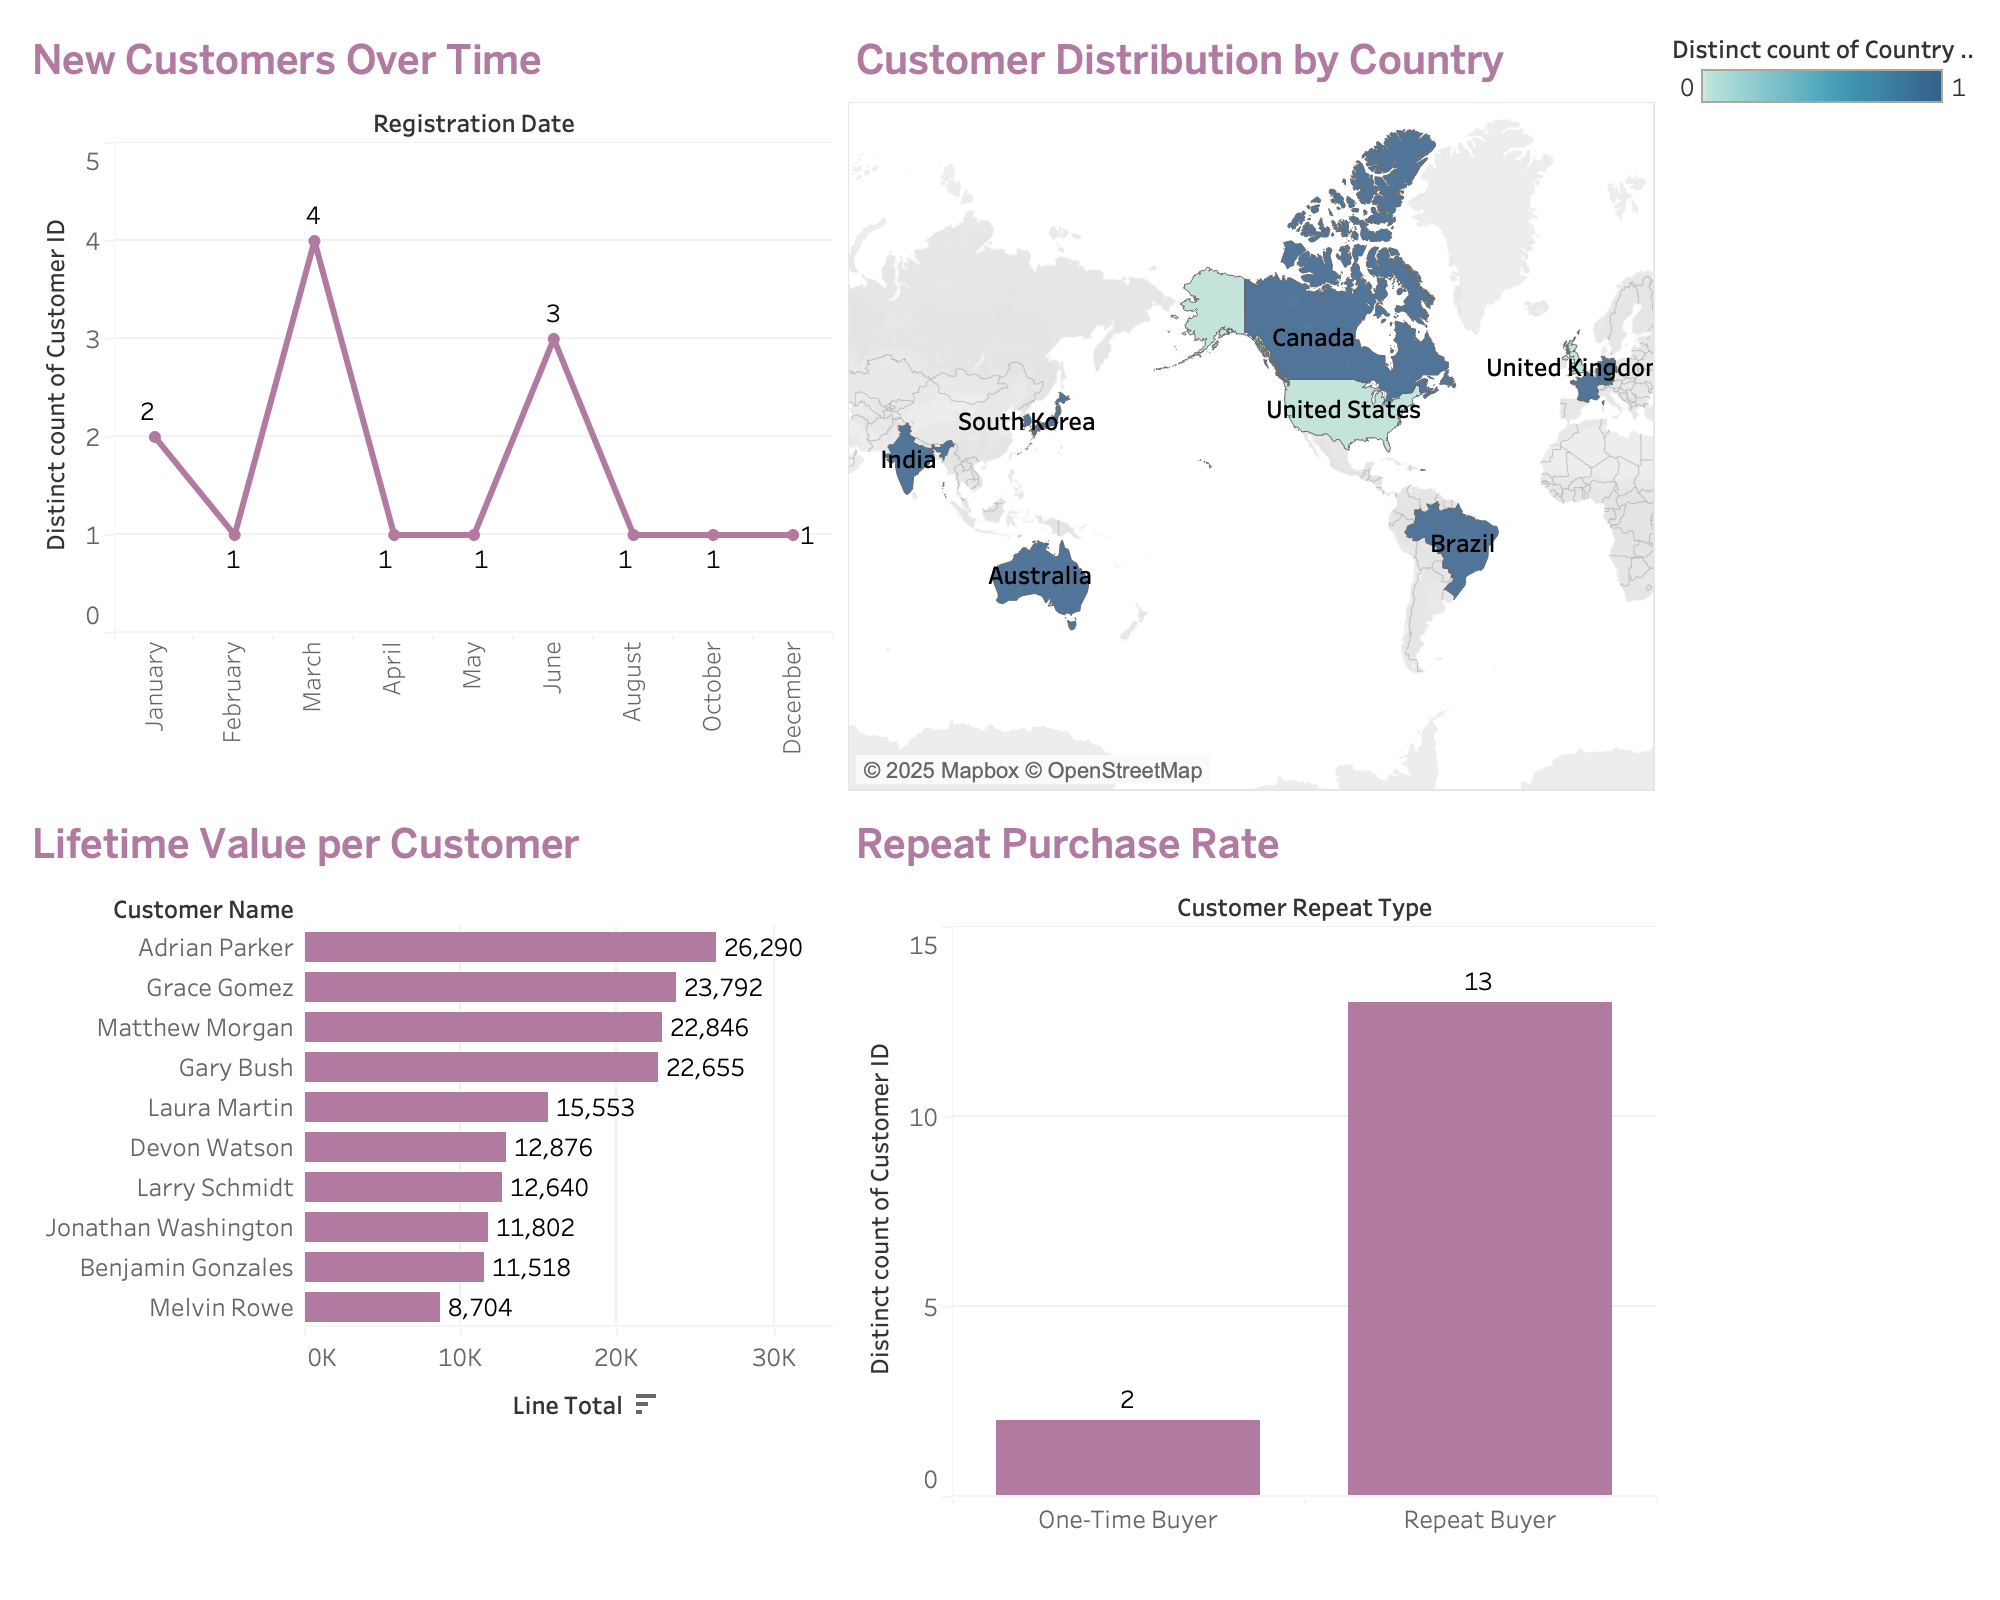 New Customers Over Time
Registration Date
Distinct count of Customer ID
5
4
3
2
1
0
2
1
4
1
1
3
1
1
1
January
February
March
April
May
June
August
October
December
Customer Distribution by Country
Distinct count of Country ..
0
1
Canada
United Kingdor
United States
South Korea
India
Brazil
Australia
© 2025 Mapbox © OpenStreetMap
Lifetime Value per Customer
Customer Name
Adrian Parker 26,290
Grace Gomez 23,792
Matthew Morgan 22,846
Gary Bush 22,655
Laura Martin 15,553
Devon Watson 12,876
Larry Schmidt 12,640
Jonathan Washington 11,802
Benjamin Gonzales 11,518
Melvin Rowe 8,704
0K 10K 20K 30K
Line Total
Repeat Purchase Rate
Customer Repeat Type
Distinct count of Customer ID
15
10
5
0
2
13
One-Time Buyer
Repeat Buyer